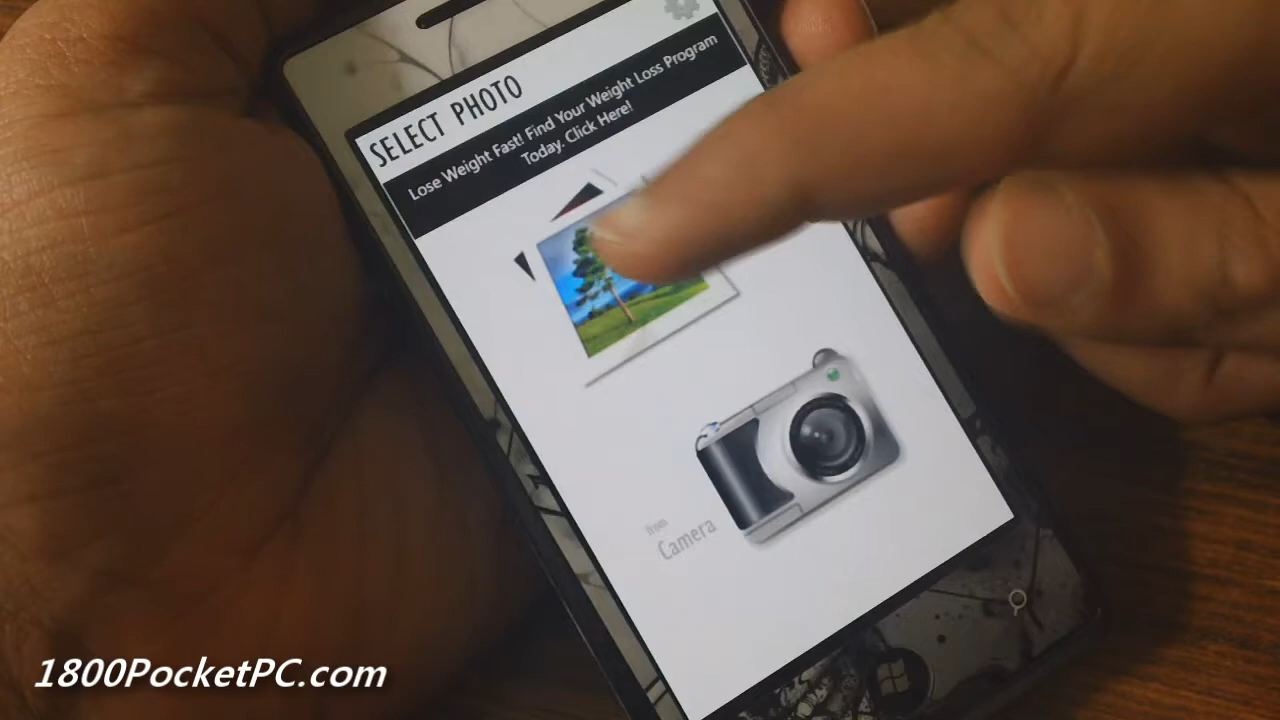 SELECT PHOTO
Lose Weight Fast! Find Your Weight Loss Program
Today. Click Here!
from
Camera
1800PocketPC.com